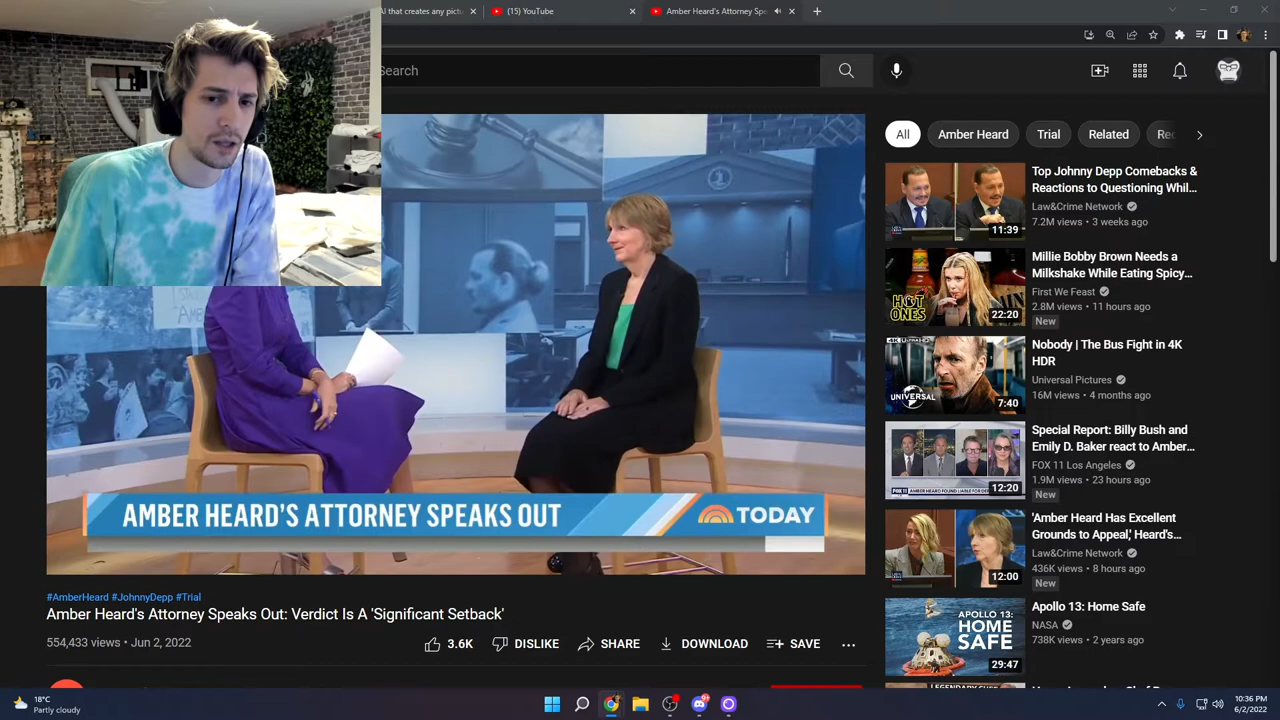 AI that creates any pictu
(15) YouTube
Amber Heard's Attorney Spe
Search
All
Amber Heard
Trial
Related
Rec
Top Johnny Depp Comebacks &
Reactions to Questioning Whil...
Law&Crime Network
7.2M views • 3 weeks ago
11:39
Millie Bobby Brown Needs a
Milkshake While Eating Spicy...
First We Feast
2.8M views • 11 hours ago
New
HOT
ONES
22:20
4K ULTRA HD
Nobody | The Bus Fight in 4K
HDR
Universal Pictures
16M views • 4 months ago
UNIVERSAL
7:40
Special Report: Billy Bush and
Emily D. Baker react to Amber...
FOX 11 Los Angeles
1.9M views • 23 hours ago
New
12:20
'Amber Heard Has Excellent
Grounds to Appeal,' Heard's...
Law&Crime Network
436K views • 8 hours ago
New
12:00
Apollo 13: Home Safe
NASA
738K views • 2 years ago
APOLLO 13:
HOME
SAFE
29:47
AMBER HEARD'S ATTORNEY SPEAKS OUT
TODAY
#AmberHeard #JohnnyDepp #Trial
Amber Heard's Attorney Speaks Out: Verdict Is A 'Significant Setback'
554,433 views • Jun 2, 2022
3.6K
DISLIKE
SHARE
DOWNLOAD
SAVE
18°C
Partly cloudy
10:36 PM
6/2/2022